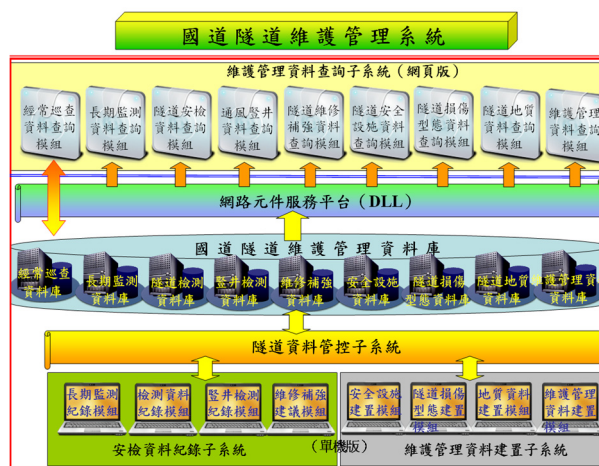 國道隧道維護管理系統
維護管理資料查詢子系統（網頁版）
經常巡查
資料查詢
模組
長期監測
資料查詢
模組
隧道安檢
資料查詢
模組
通風豎井
資料查詢
模組
隧道維修
補強資料
查詢模組
隧道安全
設施資料
查詢模組
隧道損傷
型態資料
查詢模組
隧道地質
資料查詢
模組
維護管理
資料查詢
模組
網路元件服務平台（DLL）
國道隧道維護管理資料庫
經常巡查
資料庫
長期監測
資料庫
隧道檢測
資料庫
豎井檢測
資料庫
維修補強
資料庫
安全設施
資料庫
隧道損傷
型態資料庫
隧道地質
資料庫
維護管理資
料庫
隧道資料管控子系統
長期監測
紀錄模組
檢測資料
紀錄模組
豎井檢測
紀錄模組
維修補強
建議模組
安全設施
建置模組
隧道損傷
型態建置
模組
地質資料
建置模組
維護管理
資料建置
模組
安檢資料紀錄子系統
（單機版）
維護管理資料建置子系統